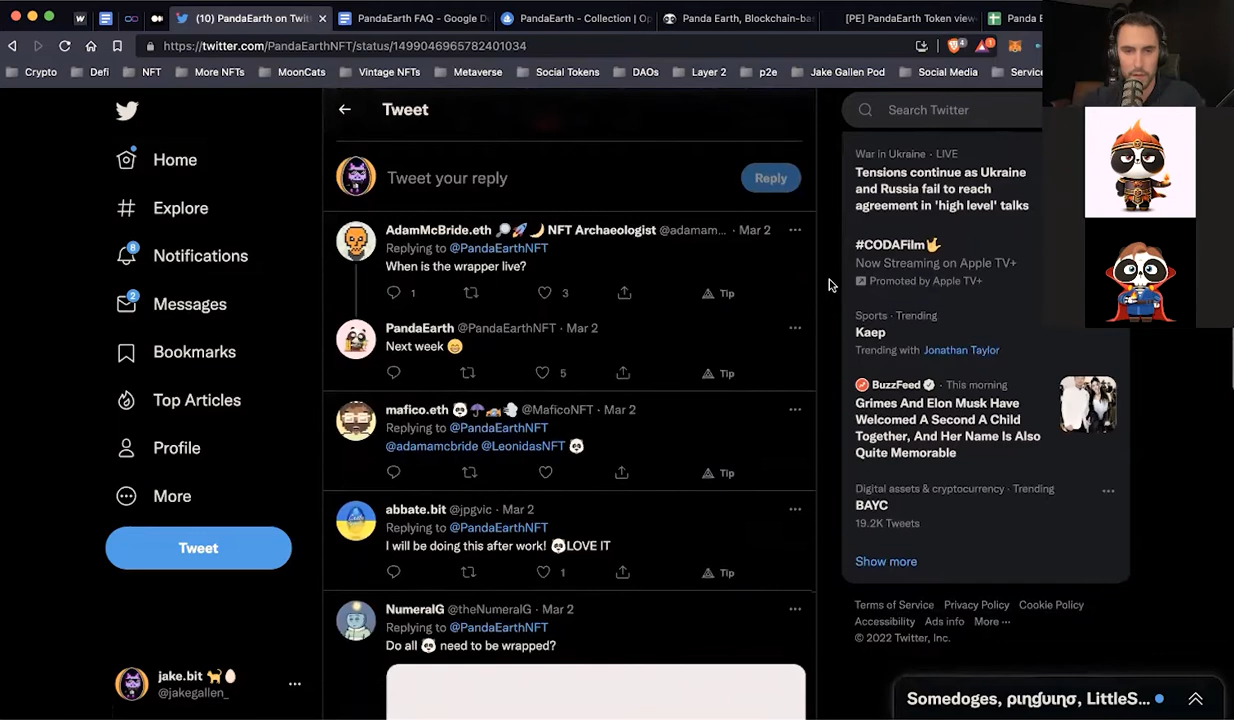 (10) PandaEarth on Twit
PandaEarth FAQ - Google D
PandaEarth - Collection | Op
Panda Earth, Blockchain-ba
[PE] PandaEarth Token view
Panda E
https://twitter.com/PandaEarthNFT/status/1499046965782401034
4
1
Crypto
Defi
NFT
More NFTs
MoonCats
Vintage NFTs
Metaverse
Social Tokens
DAOs
Layer 2
p2e
Jake Gallen Pod
Social Media
Service
Home
Explore
8
Notifications
2
Messages
Bookmarks
Top Articles
Profile
More
Tweet
jake.bit 🐈🥚
@jakegallen_
Tweet
Tweet your reply
Reply
AdamMcBride.eth 🔎🚀🌙 NFT Archaeologist @adamam... · Mar 2
Replying to @PandaEarthNFT
When is the wrapper live?
1
3
Tip
PandaEarth @PandaEarthNFT · Mar 2
Next week 😁
5
Tip
mafico.eth 🐼☂️🏍️💨 @MaficoNFT · Mar 2
Replying to @PandaEarthNFT
@adamamcbride @LeonidasNFT 🐼
Tip
abbate.bit @jpgvic · Mar 2
Replying to @PandaEarthNFT
I will be doing this after work! 🐼LOVE IT
1
Tip
NumeralG @theNumeralG · Mar 2
Replying to @PandaEarthNFT
Do all 🐼 need to be wrapped?
Search Twitter
War in Ukraine · LIVE
Tensions continue as Ukraine
and Russia fail to reach
agreement in 'high level' talks
#CODAFilm🤟
Now Streaming on Apple TV+
Promoted by Apple TV+
Sports · Trending
Kaep
Trending with Jonathan Taylor
BuzzFeed · This morning
Grimes And Elon Musk Have
Welcomed A Second A Child
Together, And Her Name Is Also
Quite Memorable
Digital assets & cryptocurrency · Trending
BAYC
19.2K Tweets
Show more
Terms of Service Privacy Policy Cookie Policy
Accessibility Ads info More ···
© 2022 Twitter, Inc.
Somedoges, ριηɠυιησ, LittleS...